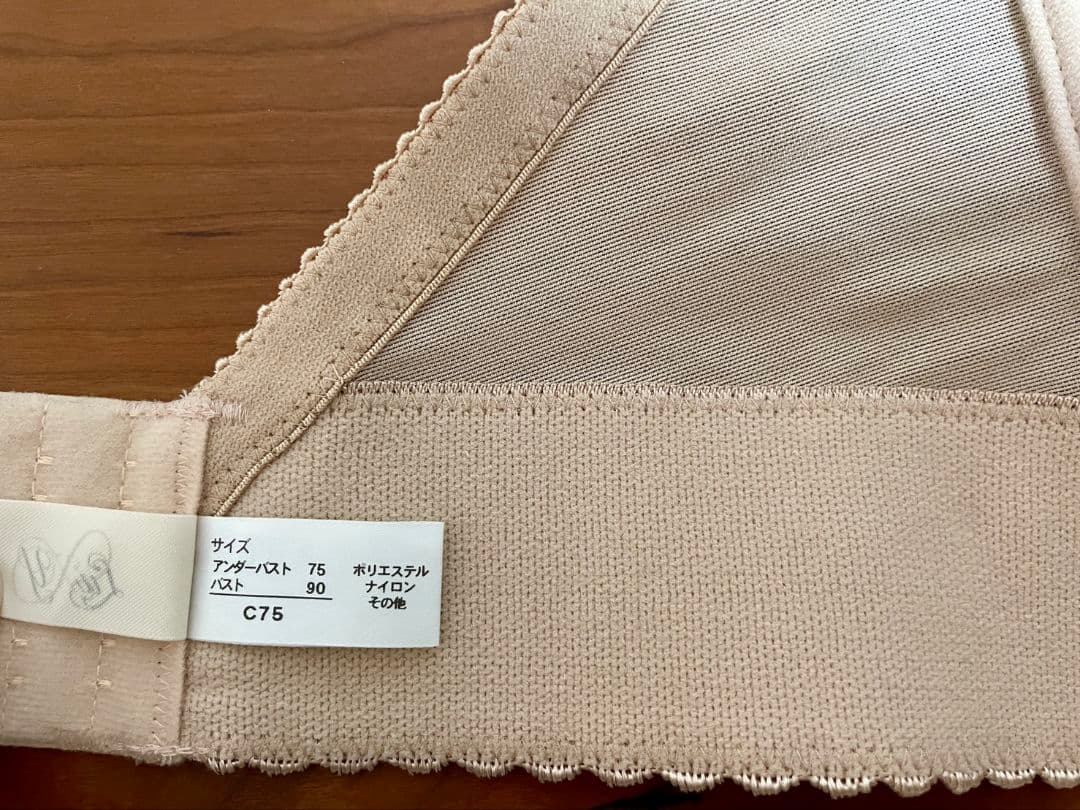 サイズ
アンダーバスト 75
バスト 90
C75
ポリエステル
ナイロン
その他